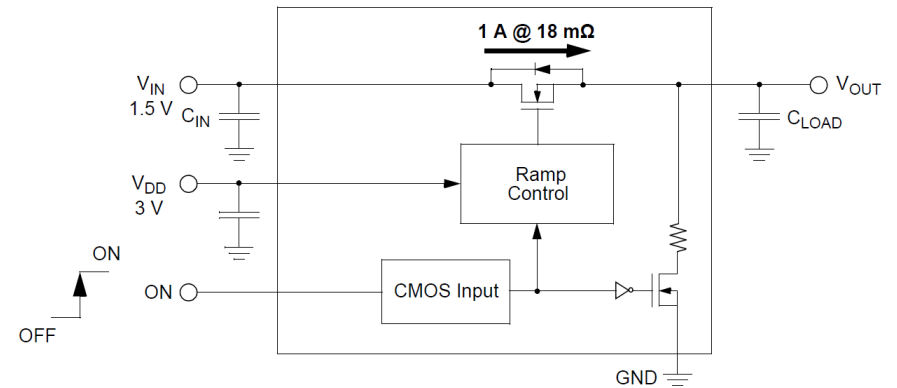 1 A @ 18 mΩ
VIN
1.5 V
CIN
VOUT
CLOAD
Ramp
Control
VDD
3 V
ON
OFF
ON
CMOS Input
GND